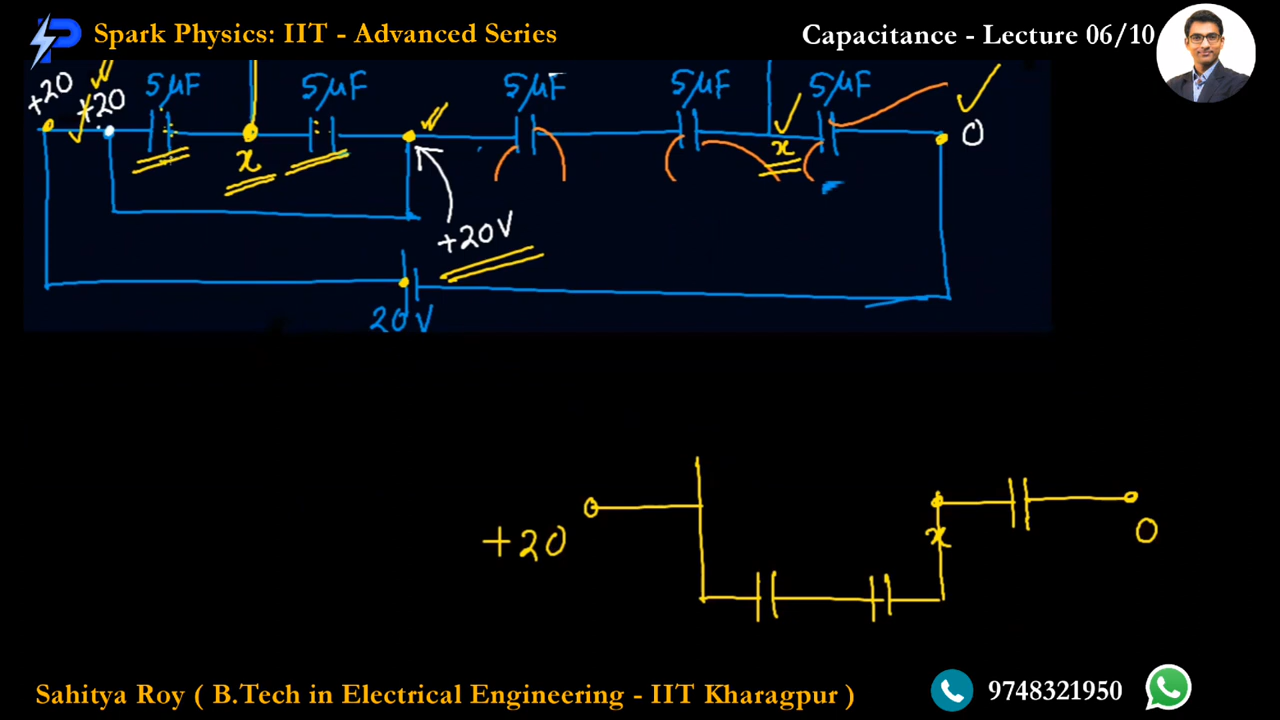 Spark Physics: IIT - Advanced Series
Capacitance - Lecture 06/10
+20
+20
5μF
5μF
5μF
5μF
5μF
x
x
0
+20V
20V
+20
x
0
Sahitya Roy ( B.Tech in Electrical Engineering - IIT Kharagpur )
9748321950